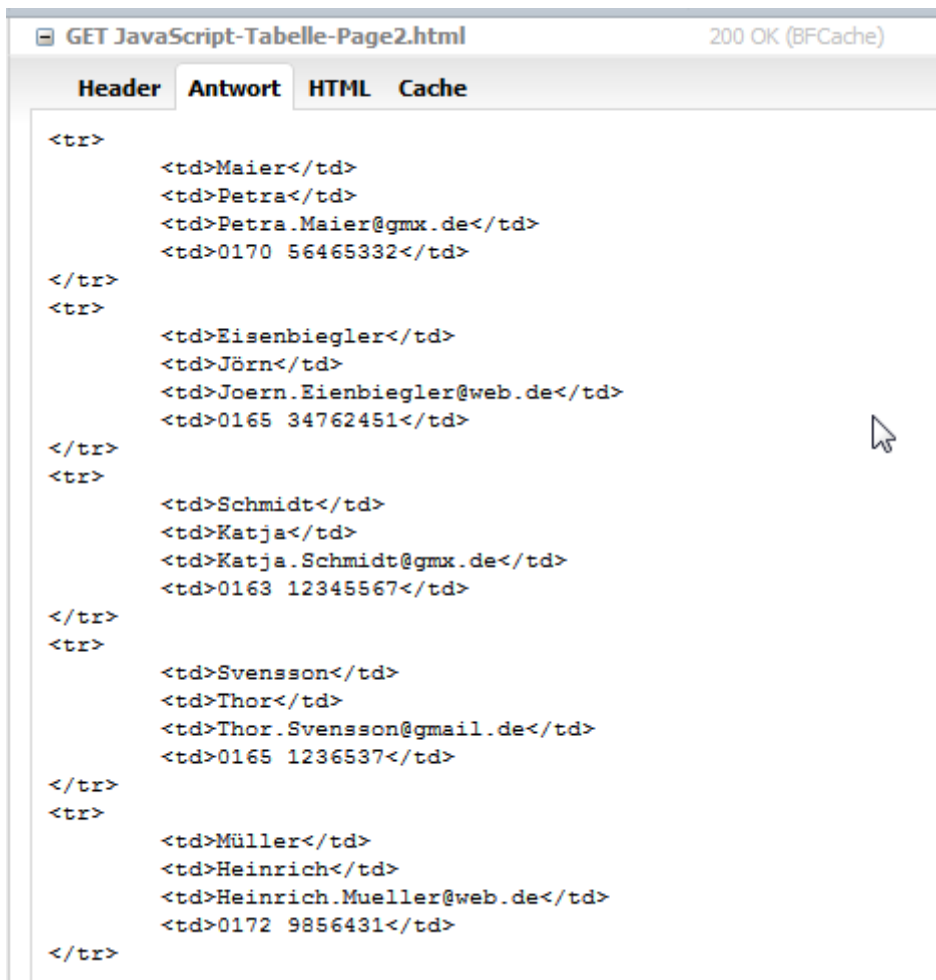 GET JavaScript-Tabelle-Page2.html 200 OK (BFCache)
Header Antwort HTML Cache
<tr>
<td>Maier</td>
<td>Petra</td>
<td>Petra.Maier@gmx.de</td>
<td>0170 56465332</td>
</tr>
<tr>
<td>Eisenbiegler</td>
<td>Jörn</td>
<td>Joern.Eienbiegler@web.de</td>
<td>0165 34762451</td>
</tr>
<tr>
<td>Schmidt</td>
<td>Katja</td>
<td>Katja.Schmidt@gmx.de</td>
<td>0163 12345567</td>
</tr>
<tr>
<td>Svensson</td>
<td>Thor</td>
<td>Thor.Svensson@gmail.de</td>
<td>0165 1236537</td>
</tr>
<tr>
<td>Müller</td>
<td>Heinrich</td>
<td>Heinrich.Mueller@web.de</td>
<td>0172 9856431</td>
</tr>